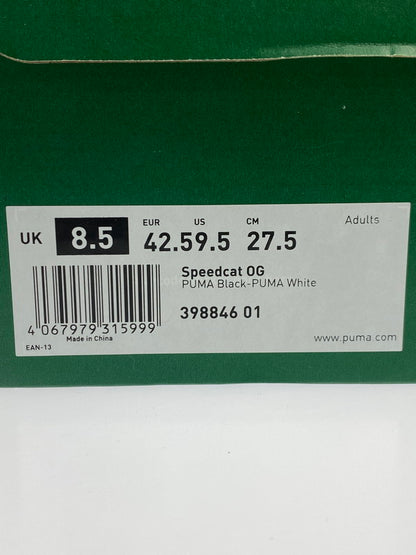 Adults
EUR US CM
UK 8.5 42.5 9.5 27.5
Speedcat OG
PUMA Black-PUMA White
398846 01
4 067979 315999
Made in China
EAN-13
www.puma.com